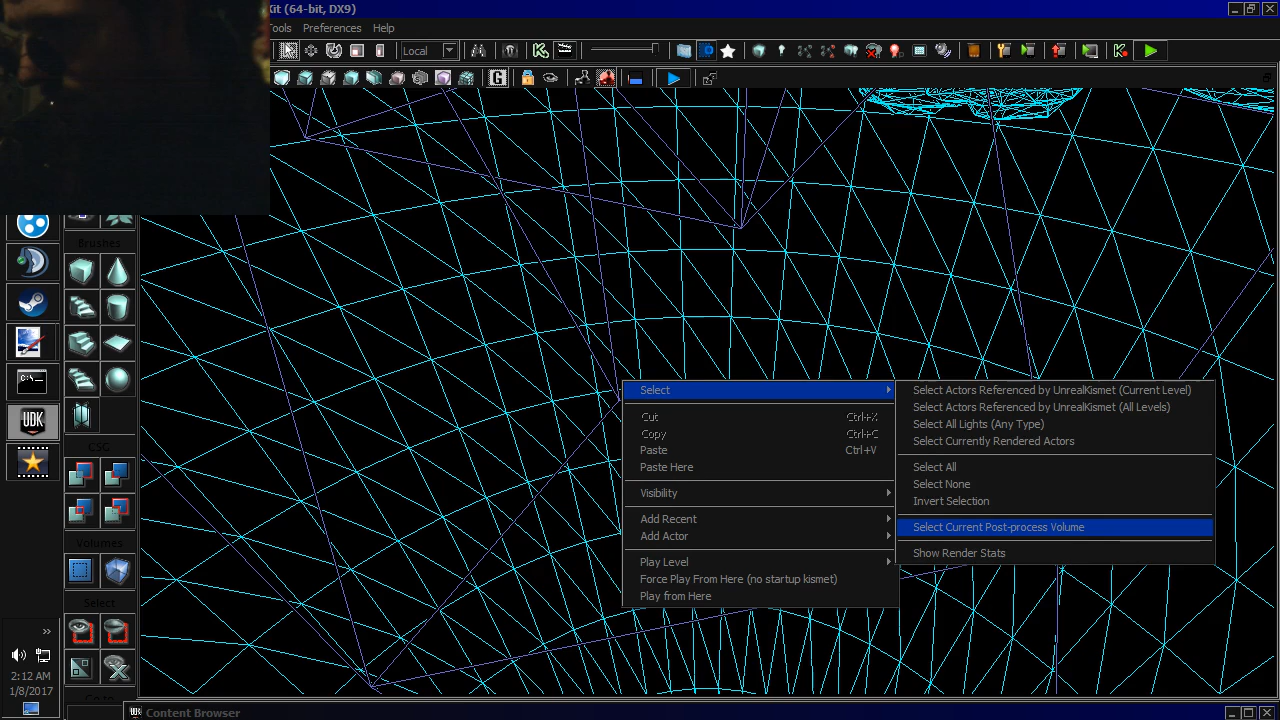 Kit (64-bit, DX9)
Tools Preferences Help
Local
G
Brushes
CSG
Volumes
Select
Go to
C:\
UDK
2:12 AM
1/8/2017
Select
Cut Ctrl+X
Copy Ctrl+C
Paste Ctrl+V
Paste Here
Visibility
Add Recent
Add Actor
Play Level
Force Play From Here (no startup kismet)
Play from Here
Select Actors Referenced by UnrealKismet (Current Level)
Select Actors Referenced by UnrealKismet (All Levels)
Select All Lights (Any Type)
Select Currently Rendered Actors
Select All
Select None
Invert Selection
Select Current Post-process Volume
Show Render Stats
Content Browser